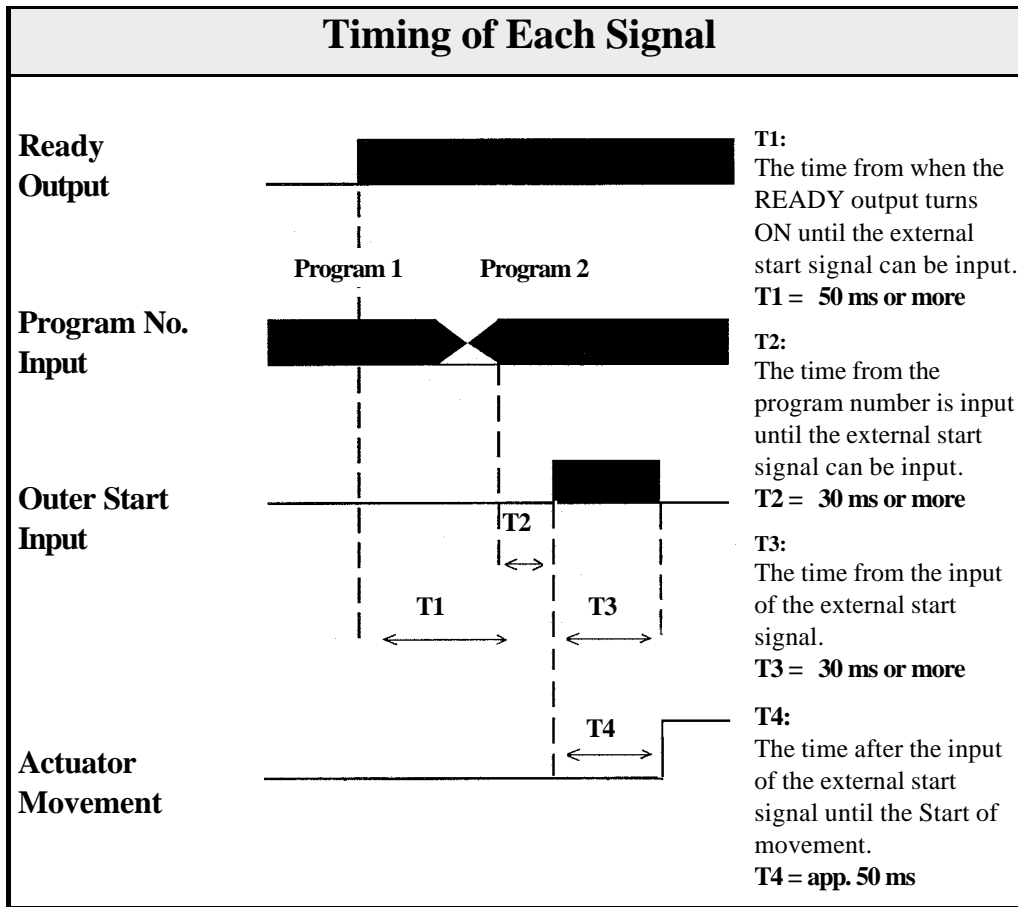 Timing of Each Signal
Ready
Output
Program 1
Program 2
Program No.
Input
Outer Start
Input
T2
T1
T3
T4
Actuator
Movement
T1:
The time from when the
READY output turns
ON until the external
start signal can be input.
T1 = 50 ms or more
T2:
The time from the
program number is input
until the external start
signal can be input.
T2 = 30 ms or more
T3:
The time from the input
of the external start
signal.
T3 = 30 ms or more
T4:
The time after the input
of the external start
signal until the Start of
movement.
T4 = app. 50 ms